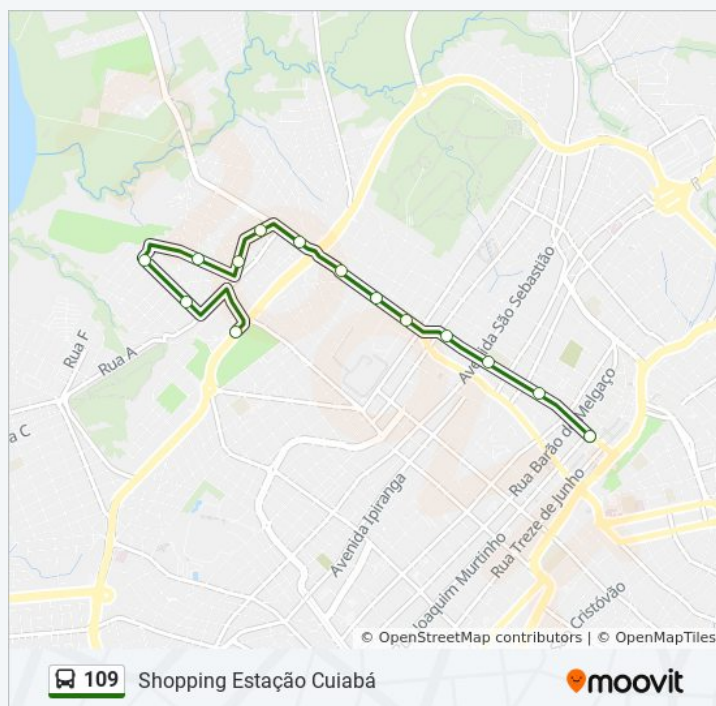 Avenida São Sebastião
Rua F
Rua A
a C
Rua Barão de Melgaço
Avenida Ipiranga
Rua Treze de Junho
Joaquim Murtinho
Cristóvão
© OpenStreetMap contributors | © OpenMapTiles
109 Shopping Estação Cuiabá moovit